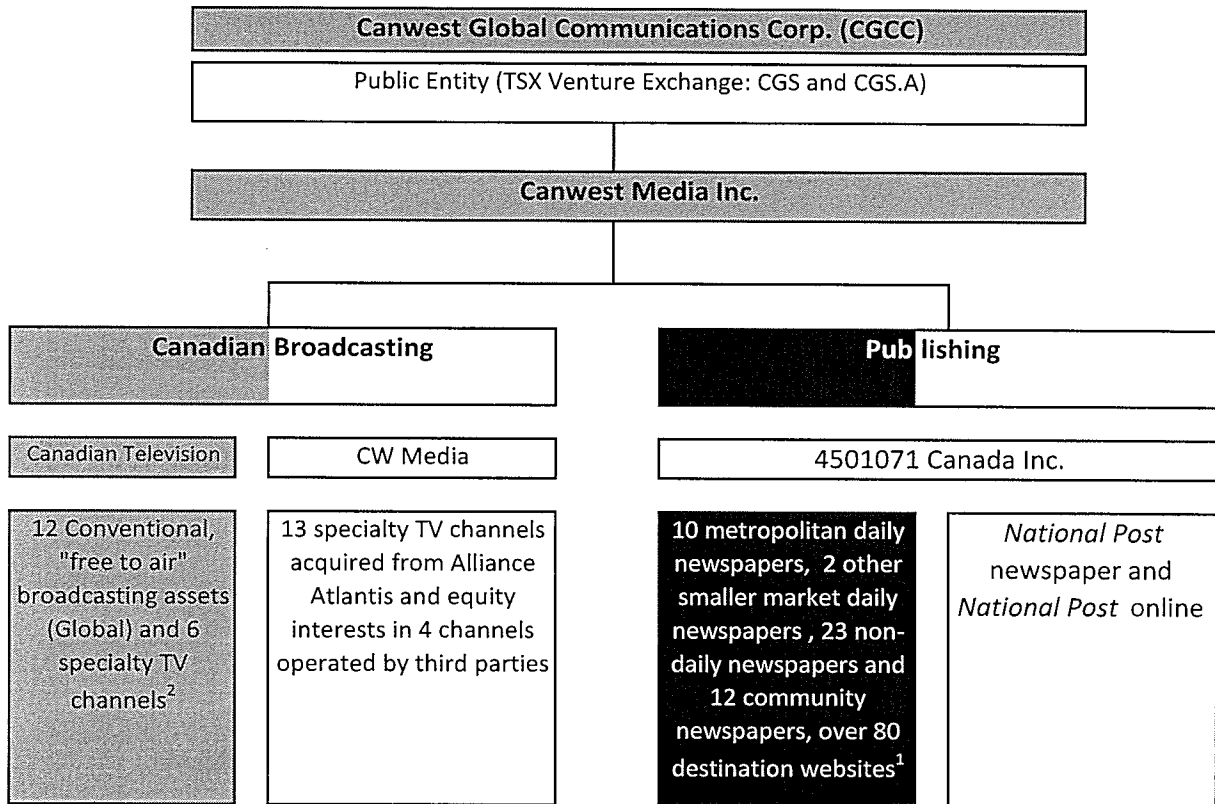 Canwest Global Communications Corp. (CGCC)
Public Entity (TSX Venture Exchange: CGS and CGS.A)
Canwest Media Inc.
Canadian Broadcasting
Publishing
Canadian Television
CW Media
4501071 Canada Inc.
12 Conventional,
"free to air"
broadcasting assets
(Global) and 6
specialty TV
channels²
13 specialty TV channels
acquired from Alliance
Atlantis and equity
interests in 4 channels
operated by third parties
10 metropolitan daily
newspapers, 2 other
smaller market daily
newspapers , 23 non-
daily newspapers and
12 community
newspapers, over 80
destination websites¹
National Post
newspaper and
National Post online